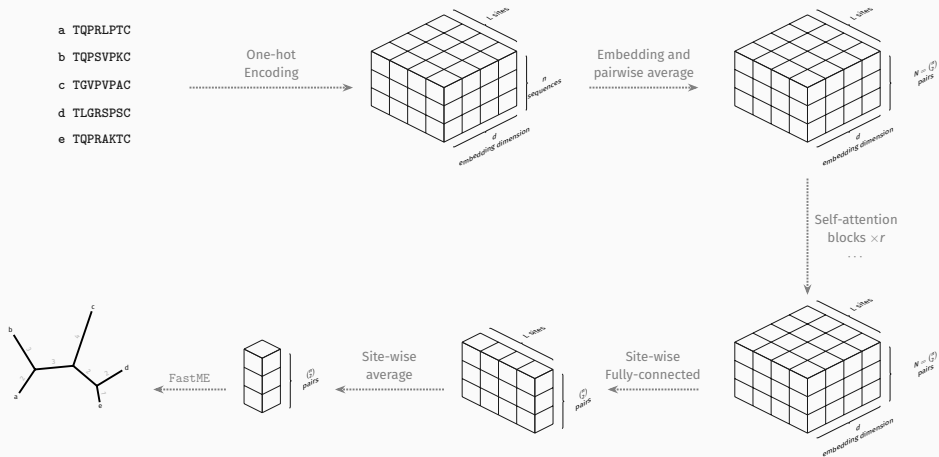 a TQPRLPTC
b TQPSVPKC
c TGVPVPAC
d TLGRSPSC
e TQPRAKTC
One-hot
Encoding
L sites
n
sequences
d
embedding dimension
Embedding and
pairwise average
L sites
N = (n 2)
pairs
d
embedding dimension
Self-attention
blocks ×r
...
L sites
N = (n 2)
pairs
d
embedding dimension
Site-wise
Fully-connected
L sites
(n 2)
pairs
Site-wise
average
(n 2)
pairs
FastME
a
b
c
d
e
3